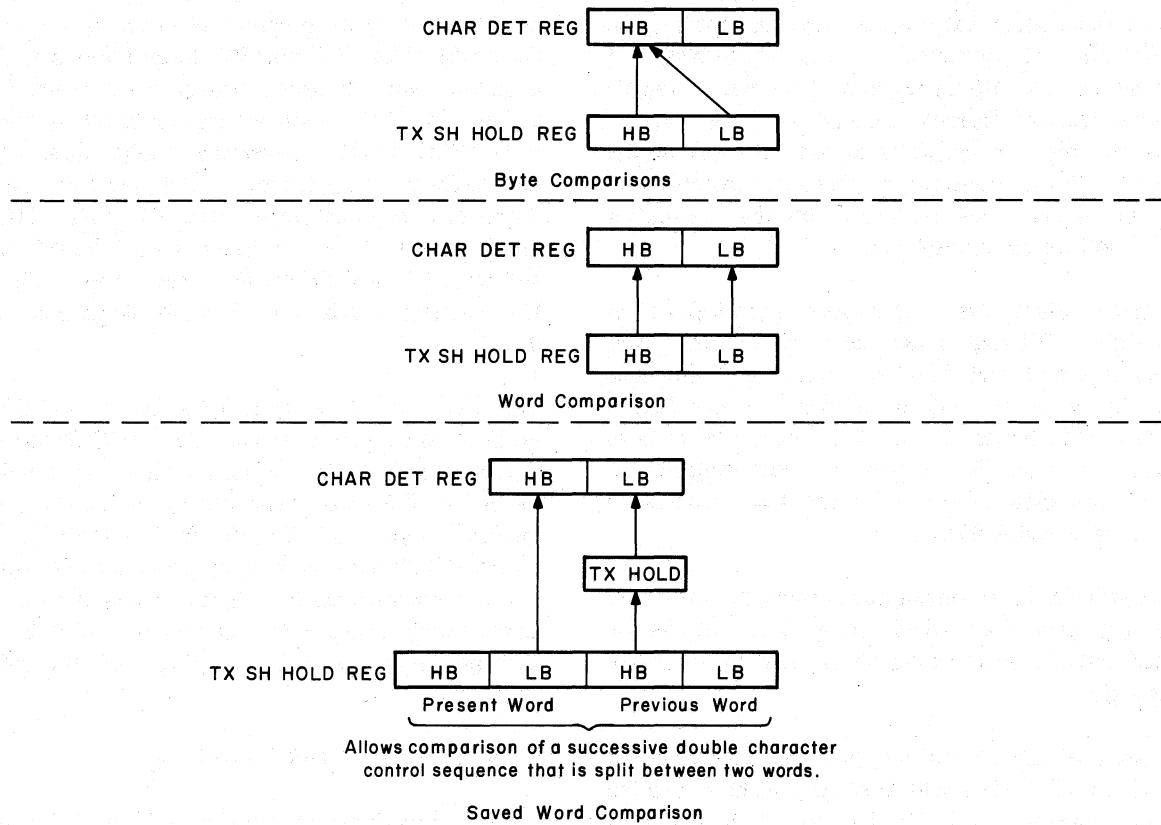 CHAR DET REG HB LB
TX SH HOLD REG HB LB
Byte Comparisons
CHAR DET REG HB LB
TX SH HOLD REG HB LB
Word Comparison
CHAR DET REG HB LB
TX HOLD
TX SH HOLD REG HB LB HB LB
Present Word Previous Word
Allows comparison of a successive double character
control sequence that is split between two words.
Saved Word Comparison